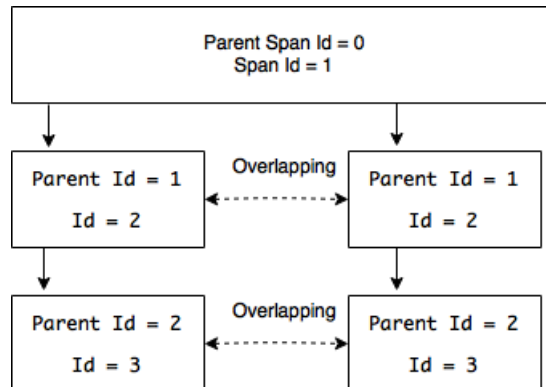 Parent Span Id = 0
Span Id = 1
Parent Id = 1
Id = 2
Overlapping
Parent Id = 1
Id = 2
Parent Id = 2
Id = 3
Overlapping
Parent Id = 2
Id = 3